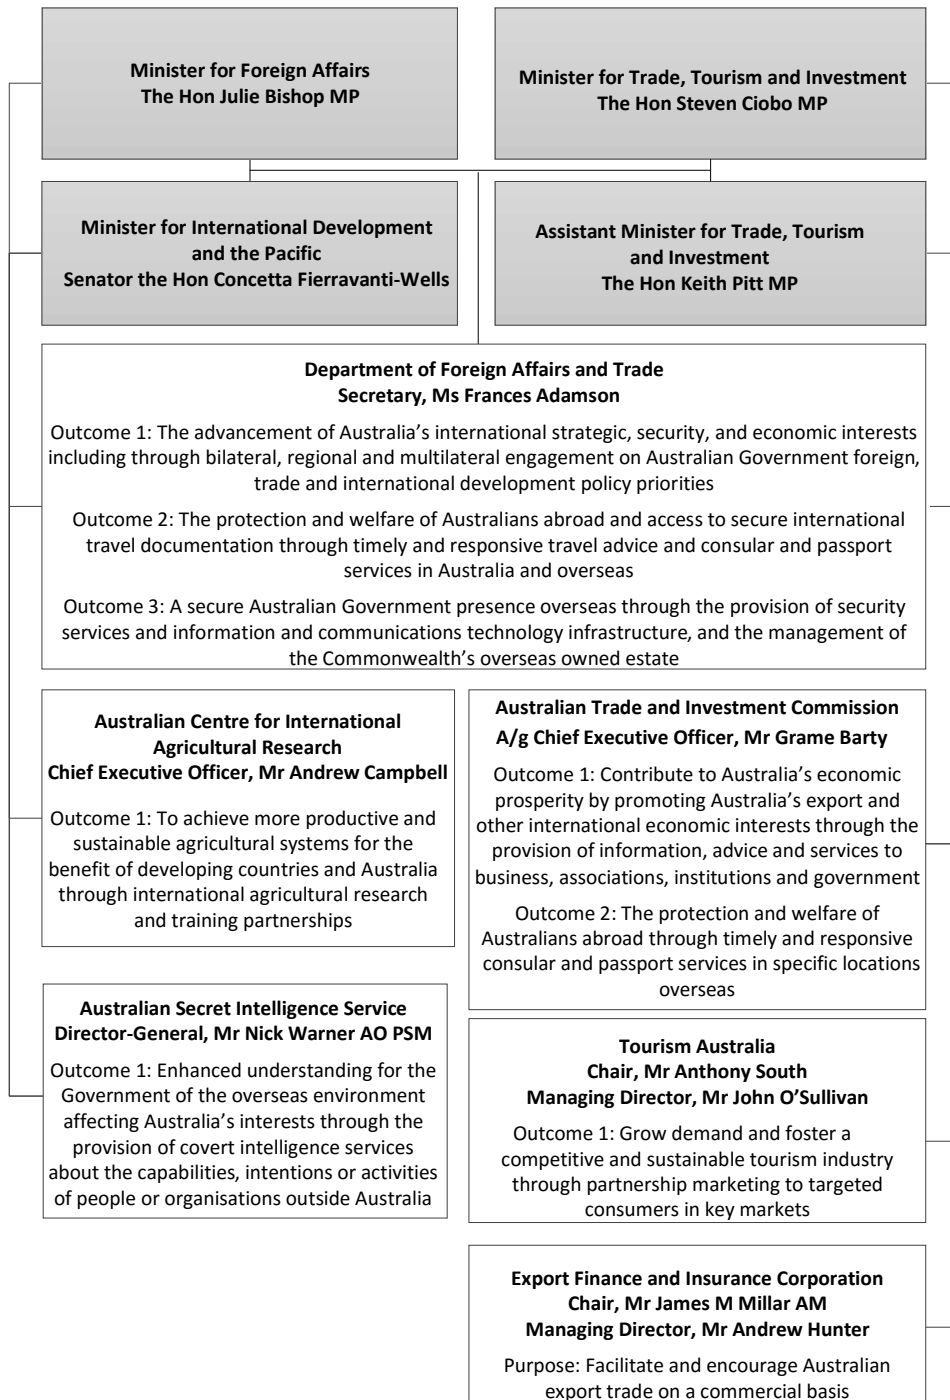 Minister for Foreign Affairs
The Hon Julie Bishop MP
Minister for Trade, Tourism and Investment
The Hon Steven Ciobo MP
Minister for International Development
and the Pacific
Senator the Hon Concetta Fierravanti-Wells
Assistant Minister for Trade, Tourism
and Investment
The Hon Keith Pitt MP
Department of Foreign Affairs and Trade
Secretary, Ms Frances Adamson
Outcome 1: The advancement of Australia's international strategic, security, and economic interests
including through bilateral, regional and multilateral engagement on Australian Government foreign,
trade and international development policy priorities
Outcome 2: The protection and welfare of Australians abroad and access to secure international
travel documentation through timely and responsive travel advice and consular and passport
services in Australia and overseas
Outcome 3: A secure Australian Government presence overseas through the provision of security
services and information and communications technology infrastructure, and the management of
the Commonwealth's overseas owned estate
Australian Centre for International
Agricultural Research
Chief Executive Officer, Mr Andrew Campbell
Outcome 1: To achieve more productive and
sustainable agricultural systems for the
benefit of developing countries and Australia
through international agricultural research
and training partnerships
Australian Trade and Investment Commission
A/g Chief Executive Officer, Mr Grame Barty
Outcome 1: Contribute to Australia's economic
prosperity by promoting Australia's export and
other international economic interests through the
provision of information, advice and services to
business, associations, institutions and government
Outcome 2: The protection and welfare of
Australians abroad through timely and responsive
consular and passport services in specific locations
overseas
Australian Secret Intelligence Service
Director-General, Mr Nick Warner AO PSM
Outcome 1: Enhanced understanding for the
Government of the overseas environment
affecting Australia's interests through the
provision of covert intelligence services
about the capabilities, intentions or activities
of people or organisations outside Australia
Tourism Australia
Chair, Mr Anthony South
Managing Director, Mr John O'Sullivan
Outcome 1: Grow demand and foster a
competitive and sustainable tourism industry
through partnership marketing to targeted
consumers in key markets
Export Finance and Insurance Corporation
Chair, Mr James M Millar AM
Managing Director, Mr Andrew Hunter
Purpose: Facilitate and encourage Australian
export trade on a commercial basis